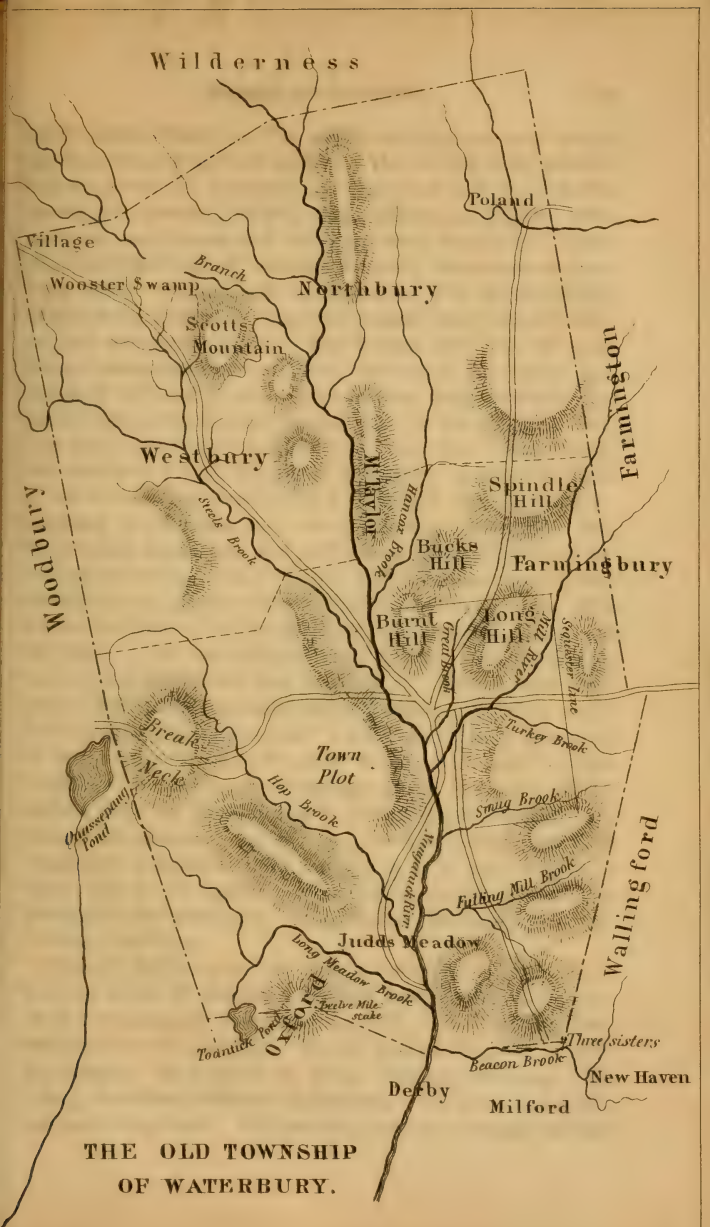 Wilderness
Poland
Village
Branch
Wooster Swamp
Northbury
Scotts
Mountain
Farmington
Westbury
Mt Taylor
Spindle
Hill
Woodbury
Steels Brook
Hancox Brook
Bucks
Hill
Farmingbury
Burnt
Hill
Long
Hill
Great Brook
Mill River
Sequester Line
Break
Neck
Town
Plot
Turkey Brook
Quassepaug
Pond
Hop Brook
Smug Brook
Naugatuck River
Wallingford
Fulling Mill Brook
Judds Meadow
Long Meadow Brook
Oxford
Twelve Mile
stake
Toantick Pond
Three sisters
Beacon Brook
New Haven
Derby
Milford
THE OLD TOWNSHIP
OF WATERBURY.